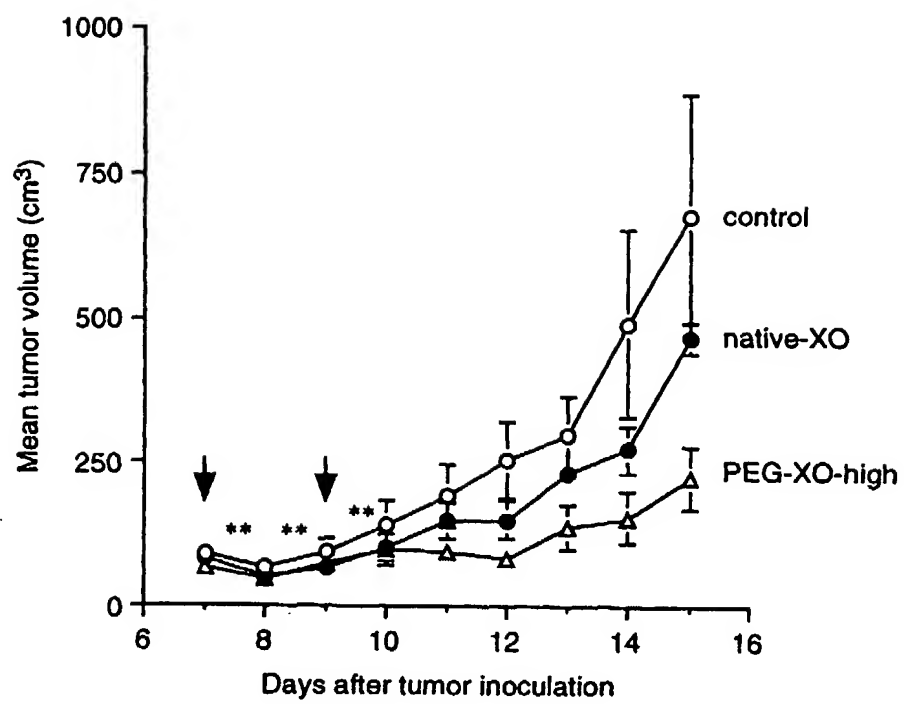 1000
750
500
250
0
Mean tumor volume (cm³)
control
native-XO
PEG-XO-high
** ** **
6 8 10 12 14 16
Days after tumor inoculation